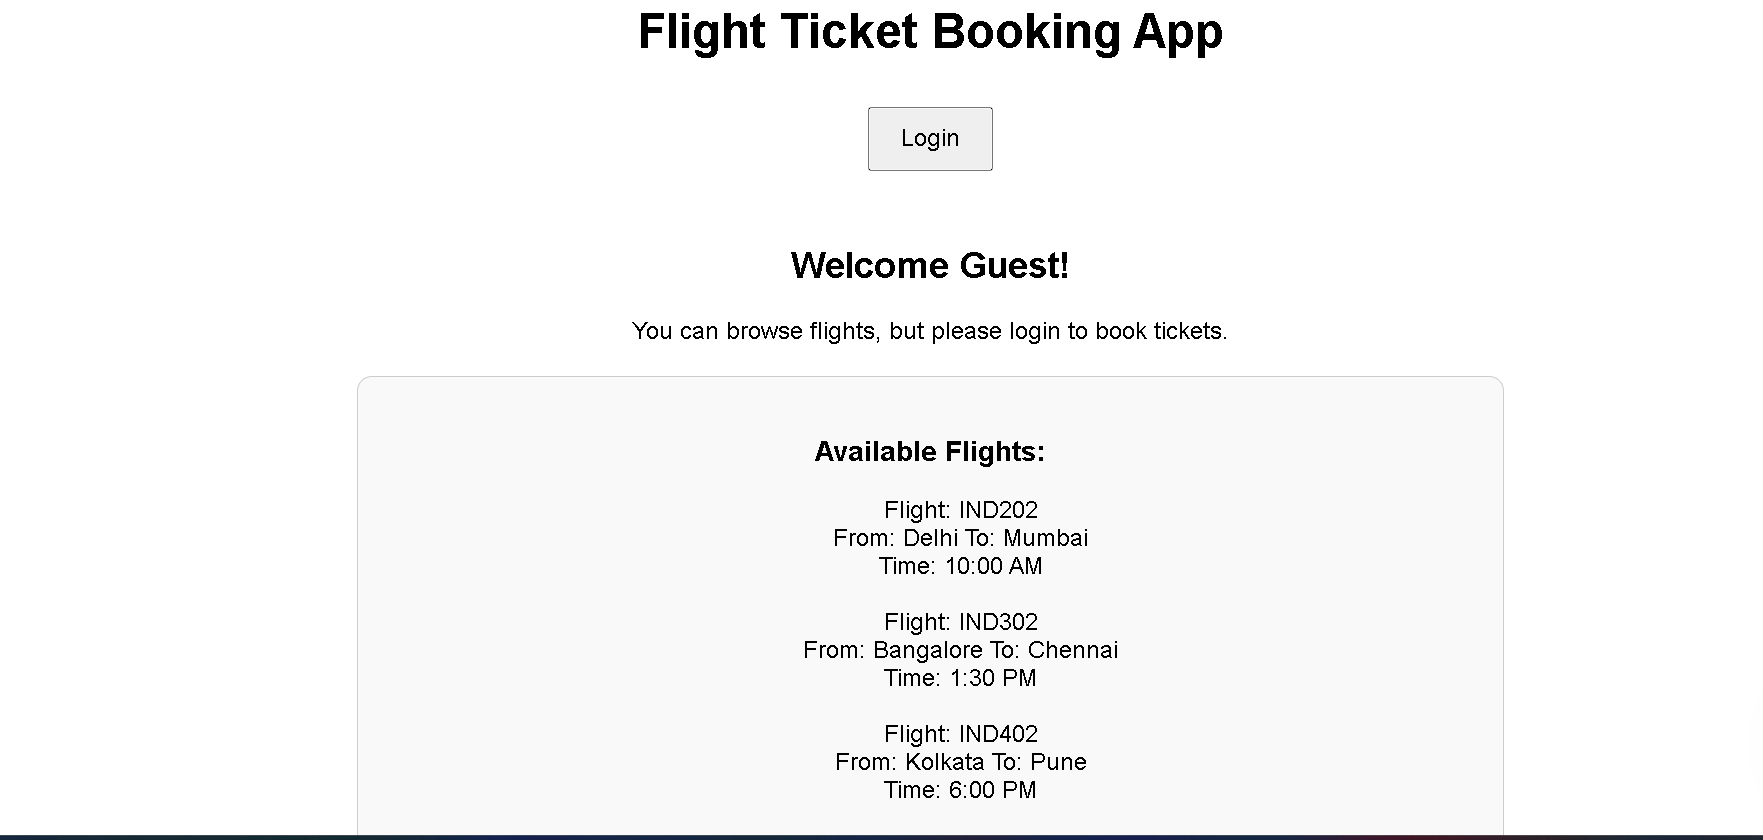 Flight Ticket Booking App
Login
Welcome Guest!
You can browse flights, but please login to book tickets.
Available Flights:
Flight: IND202
From: Delhi To: Mumbai
Time: 10:00 AM
Flight: IND302
From: Bangalore To: Chennai
Time: 1:30 PM
Flight: IND402
From: Kolkata To: Pune
Time: 6:00 PM